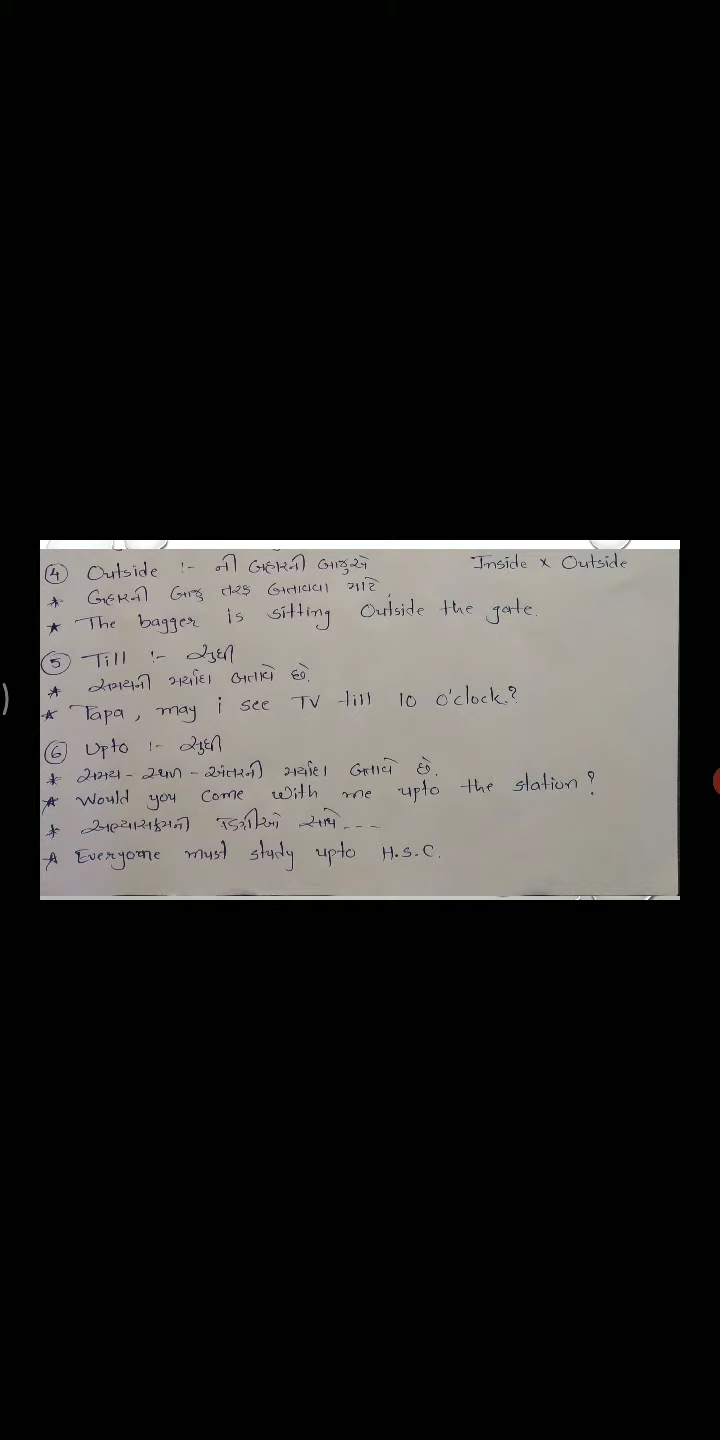 ④ Outside :- ની બહારની બાજુએ Inside x Outside
* બહારની બાજુ તરફ બતાવવા માટે.
* The bagger is sitting Outside the gate.
⑤ Till :- સુધી
* સમયની મર્યાદા બતાવે છે.
* Papa, may i see TV till 10 o'clock.?
⑥ Upto :- સુધી
* સમય - સ્થળ - અંતરની મર્યાદા બતાવે છે.
* Would you come with me upto the station?
* અભ્યાસક્રમની ડિગ્રીઓ સાથે ---
* Everyone must study upto H.S.C.